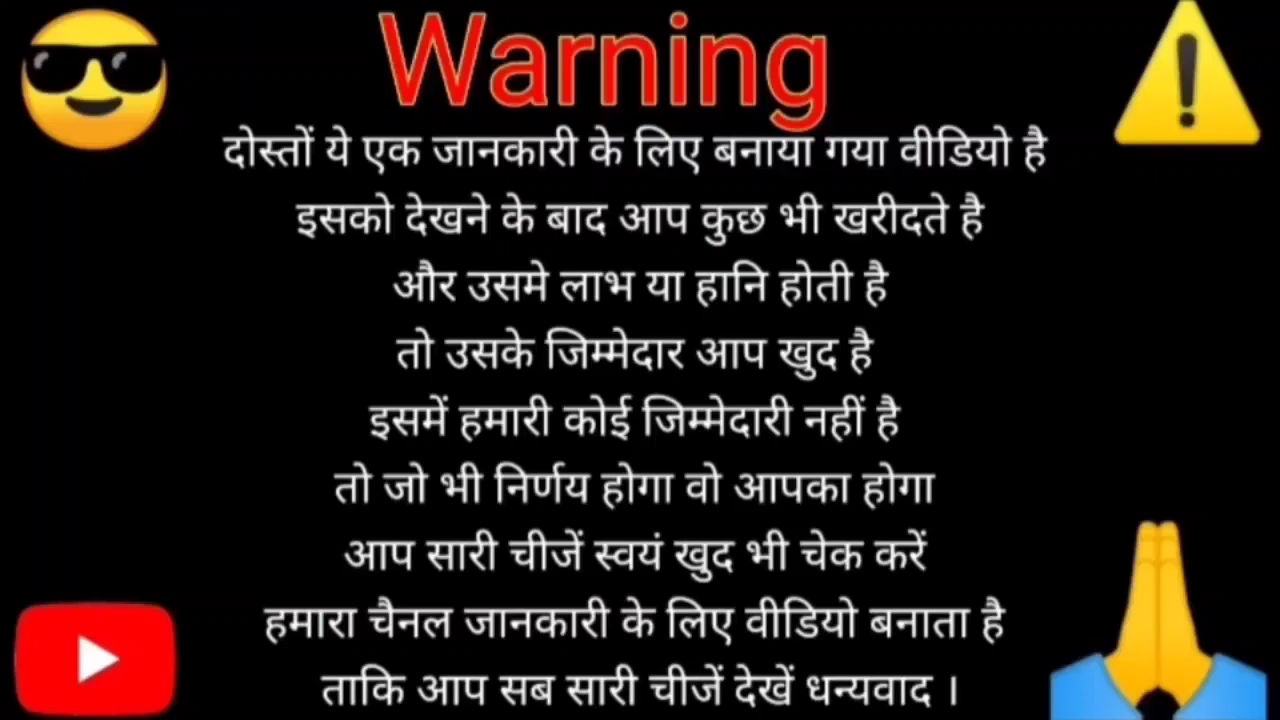 Warning
दोस्तों ये एक जानकारी के लिए बनाया गया वीडियो है
इसको देखने के बाद आप कुछ भी खरीदते है
और उसमे लाभ या हानि होती है
तो उसके जिम्मेदार आप खुद है
इसमें हमारी कोई जिम्मेदारी नहीं है
तो जो भी निर्णय होगा वो आपका होगा
आप सारी चीजें स्वयं खुद भी चेक करें
हमारा चैनल जानकारी के लिए वीडियो बनाता है
ताकि आप सब सारी चीजें देखें धन्यवाद ।